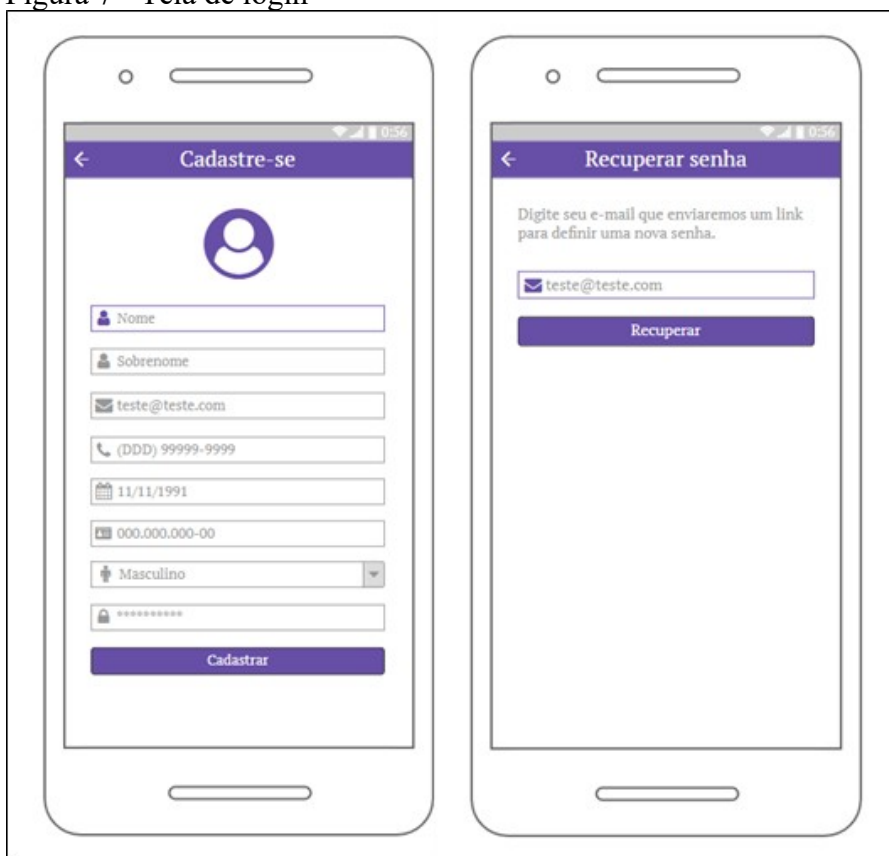 Figura 7 - Tela de login
0:56
Cadastre-se
Nome
Sobrenome
teste@teste.com
(DDD) 99999-9999
11/11/1991
000.000.000-00
Masculino
**********
Cadastrar
0:56
Recuperar senha
Digite seu e-mail que enviaremos um link
para definir uma nova senha.
teste@teste.com
Recuperar